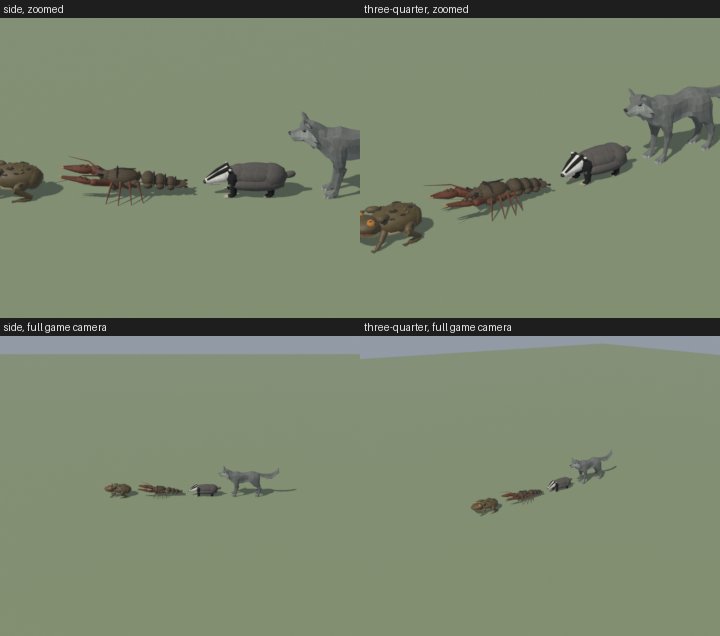 side, zoomed
three-quarter, zoomed
side, full game camera
three-quarter, full game camera